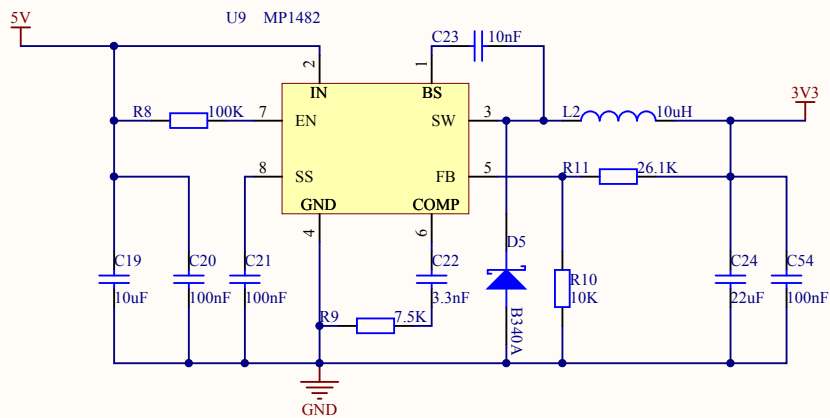 5V
U9 MP1482
C23 10nF
2
1
IN
BS
3V3
R8 100K 7 EN
SW 3
L2 10uH
8 SS
FB 5
R11 26.1K
GND
COMP
4
6
D5
C19
C20
C21
C22
R10
C24
C54
10uF
100nF
100nF
3.3nF
10K
22uF
100nF
R9 7.5K
B340A
GND